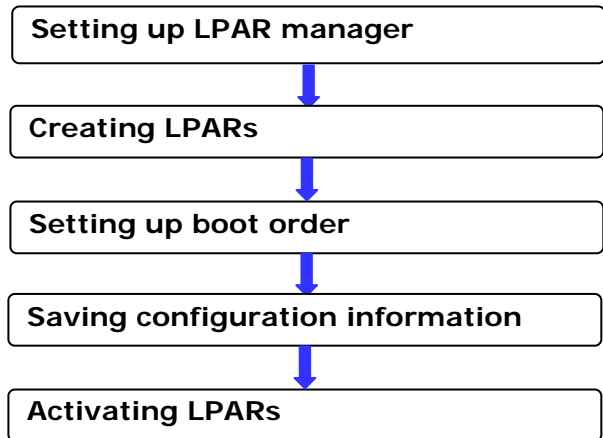 Setting up LPAR manager
Creating LPARs
Setting up boot order
Saving configuration information
Activating LPARs